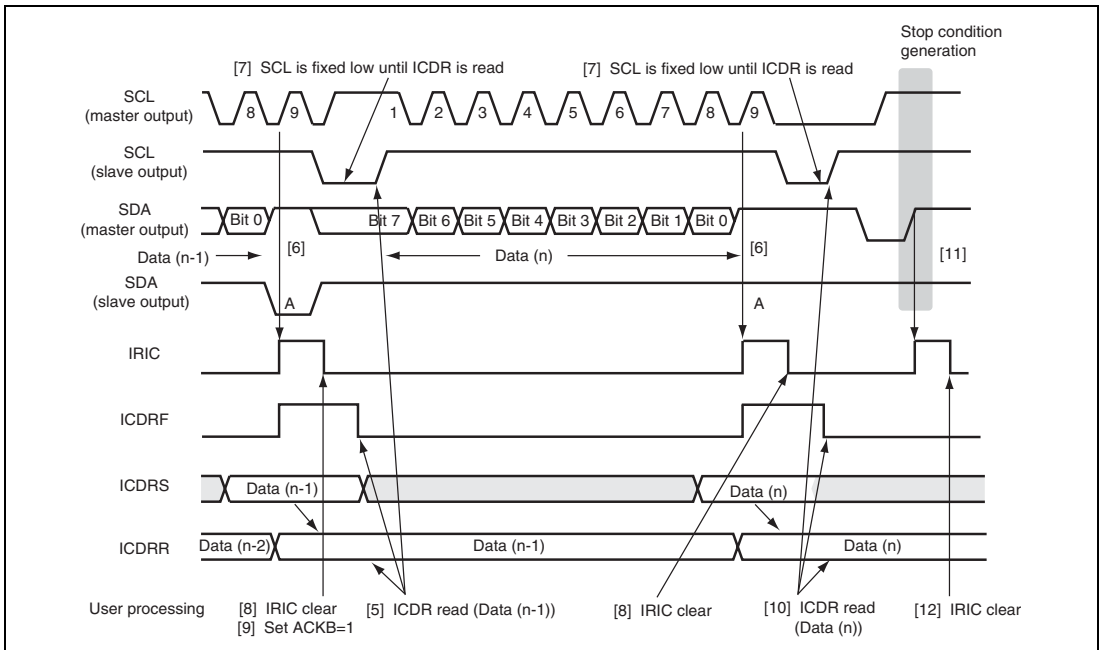 Stop condition
generation
[7] SCL is fixed low until ICDR is read
[7] SCL is fixed low until ICDR is read
SCL
(master output)
8 9 1 2 3 4 5 6 7 8 9
SCL
(slave output)
SDA
(master output)
Bit 0 Bit 7 Bit 6 Bit 5 Bit 4 Bit 3 Bit 2 Bit 1 Bit 0
Data (n-1) [6] Data (n) [6] [11]
SDA
(slave output)
A A
IRIC
ICDRF
ICDRS Data (n-1) Data (n)
ICDRR Data (n-2) Data (n-1) Data (n)
User processing [8] IRIC clear [5] ICDR read (Data (n-1)) [8] IRIC clear [10] ICDR read [12] IRIC clear
[9] Set ACKB=1 (Data (n))